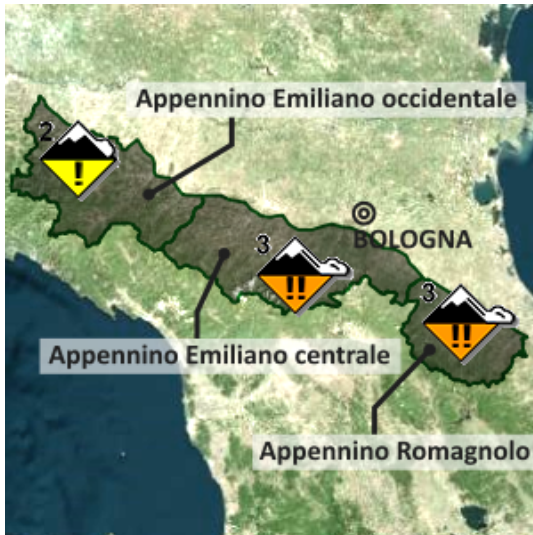 Appennino Emiliano occidentale
2
!
BOLOGNA
3
!!
3
!!
Appennino Emiliano centrale
Appennino Romagnolo